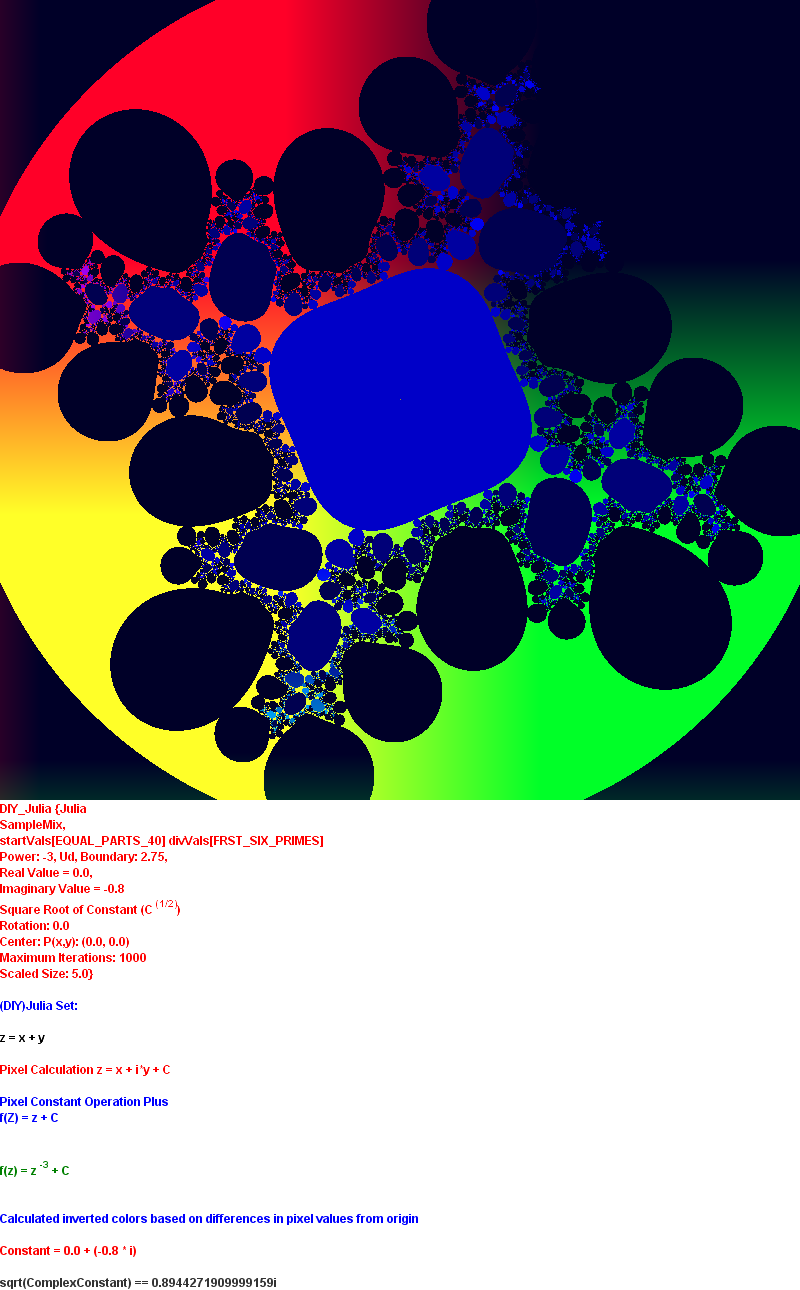 DIY_Julia {Julia
SampleMix,
startVals[EQUAL_PARTS_40] divVals[FRST_SIX_PRIMES]
Power: -3, Ud, Boundary: 2.75,
Real Value = 0.0,
Imaginary Value = -0.8
Square Root of Constant (C (1/2))
Rotation: 0.0
Center: P(x,y): (0.0, 0.0)
Maximum Iterations: 1000
Scaled Size: 5.0}
(DIY)Julia Set:
z = x + y
Pixel Calculation z = x + i*y + C
Pixel Constant Operation Plus
f(Z) = z + C
f(z) = z -3 + C
Calculated inverted colors based on differences in pixel values from origin
Constant = 0.0 + (-0.8 * i)
sqrt(ComplexConstant) == 0.8944271909999159i